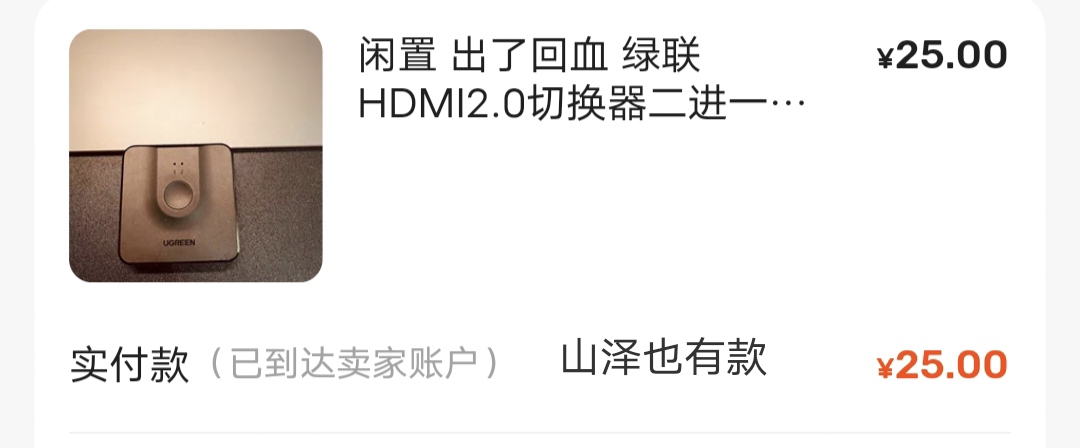 闲置 出了回血 绿联
HDMI2.0切换器二进一…
¥25.00
UGREEN
实付款（已到达卖家账户）
山泽也有款
¥25.00